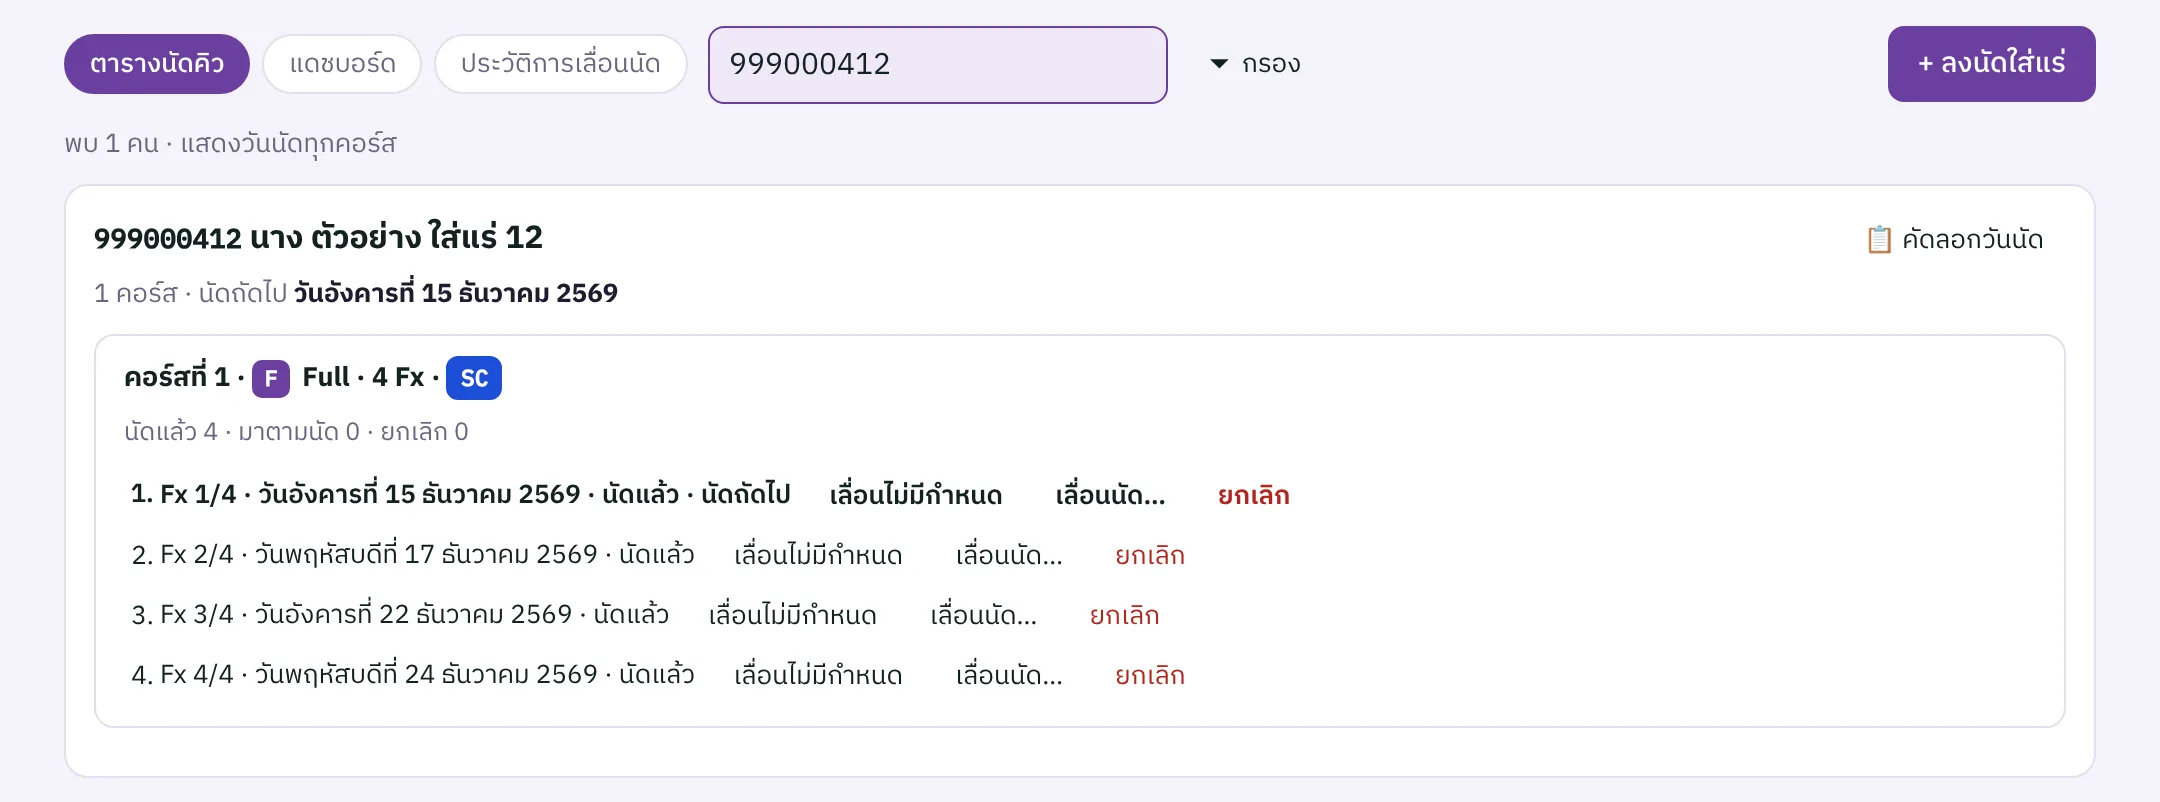 ตารางนัดคิว แดชบอร์ด ประวัติการเลื่อนนัด 999000412 ▼ กรอง + ลงนัดใส่แร่
พบ 1 คน · แสดงวันนัดทุกคอร์ส
999000412 นาง ตัวอย่าง ใส่แร่ 12 📋 คัดลอกวันนัด
1 คอร์ส · นัดถัดไป วันอังคารที่ 15 ธันวาคม 2569
คอร์สที่ 1 · F Full · 4 Fx · SC
นัดแล้ว 4 · มาตามนัด 0 · ยกเลิก 0
1. Fx 1/4 · วันอังคารที่ 15 ธันวาคม 2569 · นัดแล้ว · นัดถัดไป เลื่อนไม่มีกำหนด เลื่อนนัด... ยกเลิก
2. Fx 2/4 · วันพฤหัสบดีที่ 17 ธันวาคม 2569 · นัดแล้ว เลื่อนไม่มีกำหนด เลื่อนนัด... ยกเลิก
3. Fx 3/4 · วันอังคารที่ 22 ธันวาคม 2569 · นัดแล้ว เลื่อนไม่มีกำหนด เลื่อนนัด... ยกเลิก
4. Fx 4/4 · วันพฤหัสบดีที่ 24 ธันวาคม 2569 · นัดแล้ว เลื่อนไม่มีกำหนด เลื่อนนัด... ยกเลิก